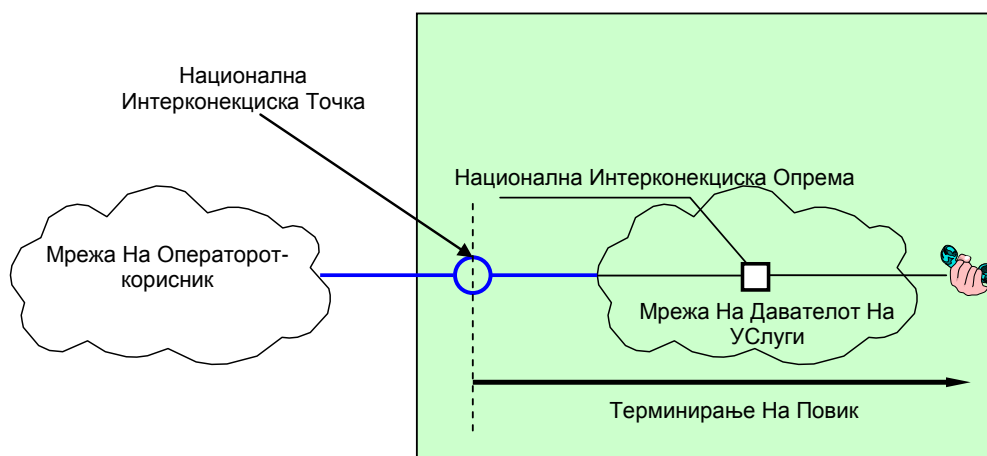 Национална
Интерконекциска Точка
Национална Интерконекциска Опрема
Мрежа На Операторот-
корисник
Мрежа На Давателот На
УСлуги
Терминирање На Повик